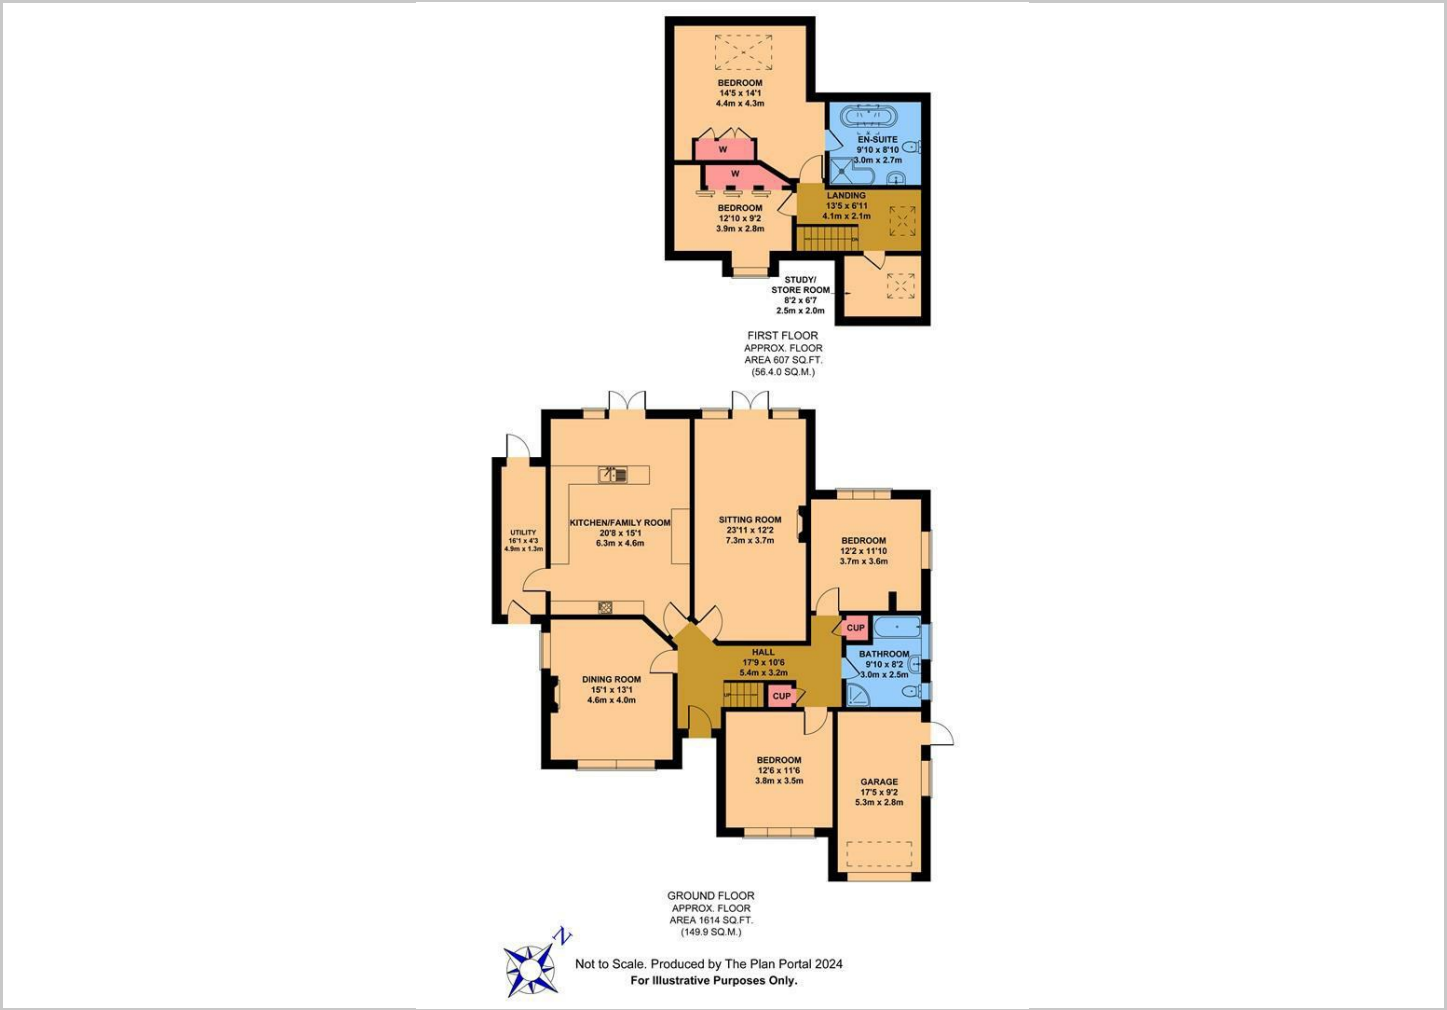 BEDROOM
14'5 x 14'1
4.4m x 4.3m
W
EN-SUITE
9'10 x 8'10
3.0m x 2.7m
W
BEDROOM
12'10 x 9'2
3.9m x 2.8m
LANDING
13'5 x 6'11
4.1m x 2.1m
STUDY/
STORE ROOM
8'2 x 6'7
2.5m x 2.0m
FIRST FLOOR
APPROX. FLOOR
AREA 607 SQ.FT.
(56.4.0 SQ.M.)
UTILITY
16'1 x 4'3
4.9m x 1.3m
KITCHEN/FAMILY ROOM
20'8 x 15'1
6.3m x 4.6m
SITTING ROOM
23'11 x 12'2
7.3m x 3.7m
BEDROOM
12'2 x 11'10
3.7m x 3.6m
CUP
BATHROOM
9'10 x 8'2
3.0m x 2.5m
HALL
17'9 x 10'6
5.4m x 3.2m
DINING ROOM
15'1 x 13'1
4.6m x 4.0m
UP
CUP
BEDROOM
12'6 x 11'6
3.8m x 3.5m
GARAGE
17'5 x 9'2
5.3m x 2.8m
GROUND FLOOR
APPROX. FLOOR
AREA 1614 SQ.FT.
(149.9 SQ.M.)
N
Not to Scale. Produced by The Plan Portal 2024
For Illustrative Purposes Only.